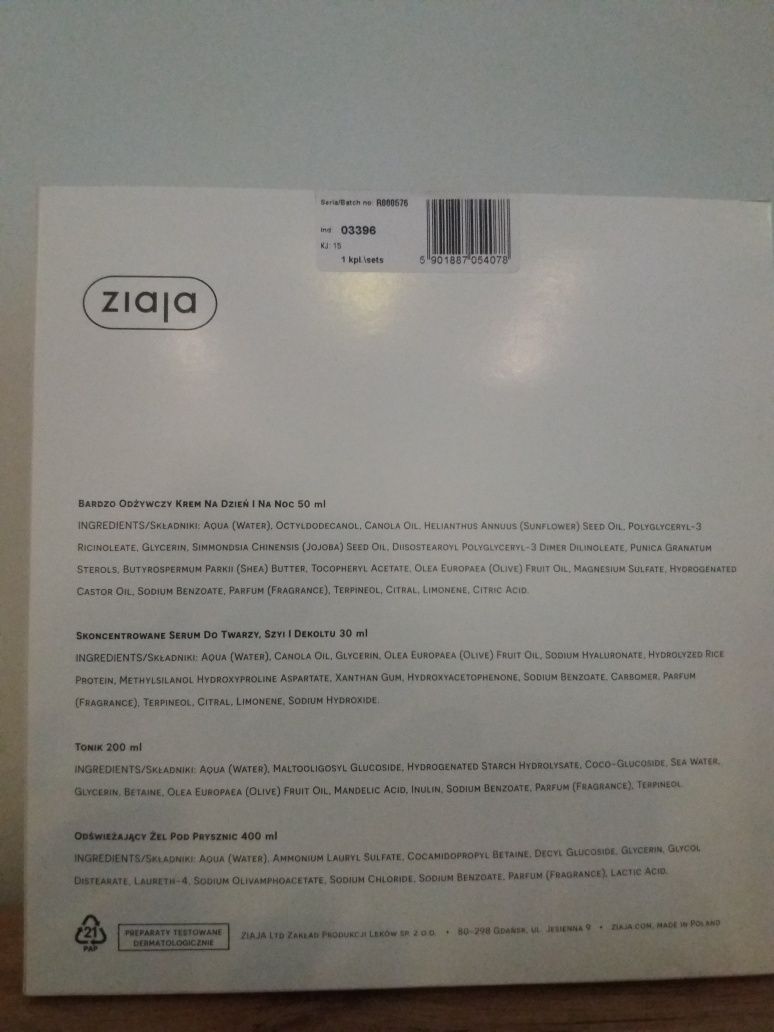 Seria/Batch no: R000576
Ind: 03396
KJ: 15
1 kpl.\sets
5 901887 054078
ziaja
Bardzo Odżywczy Krem Na Dzień I Na Noc 50 ml
INGREDIENTS/Składniki: Aqua (Water), Octyldodecanol, Canola Oil, Helianthus Annuus (Sunflower) Seed Oil, Polyglyceryl-3
Ricinoleate, Glycerin, Simmondsia Chinensis (Jojoba) Seed Oil, Diisostearoyl Polyglyceryl-3 Dimer Dilinoleate, Punica Granatum
Sterols, Butyrospermum Parkii (Shea) Butter, Tocopheryl Acetate, Olea Europaea (Olive) Fruit Oil, Magnesium Sulfate, Hydrogenated
Castor Oil, Sodium Benzoate, Parfum (Fragrance), Terpineol, Citral, Limonene, Citric Acid.
Skoncentrowane Serum Do Twarzy, Szyi I Dekoltu 30 ml
INGREDIENTS/Składniki: Aqua (Water), Canola Oil, Glycerin, Olea Europaea (Olive) Fruit Oil, Sodium Hyaluronate, Hydrolyzed Rice
Protein, Methylsilanol Hydroxyproline Aspartate, Xanthan Gum, Hydroxyacetophenone, Sodium Benzoate, Carbomer, Parfum
(Fragrance), Terpineol, Citral, Limonene, Sodium Hydroxide.
Tonik 200 ml
INGREDIENTS/Składniki: Aqua (Water), Maltooligosyl Glucoside, Hydrogenated Starch Hydrolysate, Coco-Glucoside, Sea Water,
Glycerin, Betaine, Olea Europaea (Olive) Fruit Oil, Mandelic Acid, Inulin, Sodium Benzoate, Parfum (Fragrance), Terpineol.
Odświeżający Żel Pod Prysznic 400 ml
INGREDIENTS/Składniki: Aqua (Water), Ammonium Lauryl Sulfate, Cocamidopropyl Betaine, Decyl Glucoside, Glycerin, Glycol
Distearate, Laureth-4, Sodium Olivamphoacetate, Sodium Chloride, Sodium Benzoate, Parfum (Fragrance), Lactic Acid.
21
PAP
PREPARATY TESTOWANE
DERMATOLOGICZNIE
Ziaja Ltd Zakład Produkcji Leków sp. z o.o. • 80-298 Gdańsk, ul. Jesienna 9 • ziaja.com, made in Poland